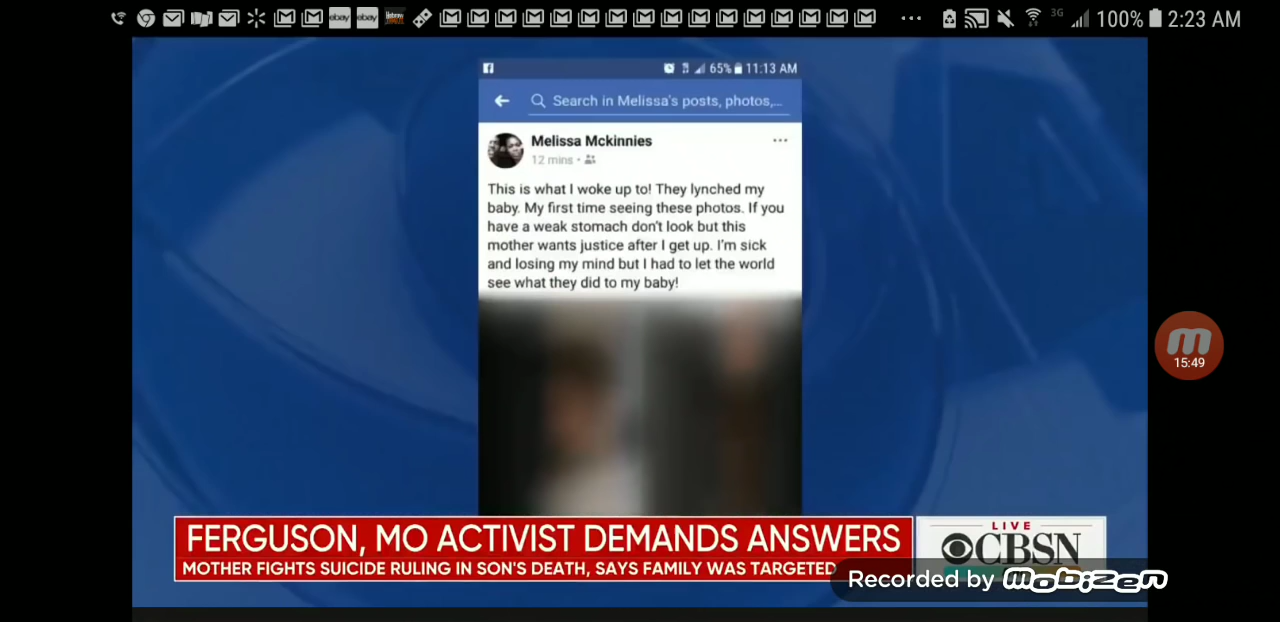 ebay ebay 3G 100% 2:23 AM
65% 11:13 AM
Search in Melissa's posts, photos,...
Melissa Mckinnies
12 mins
This is what I woke up to! They lynched my
baby. My first time seeing these photos. If you
have a weak stomach don't look but this
mother wants justice after I get up. I'm sick
and losing my mind but I had to let the world
see what they did to my baby!
15:49
FERGUSON, MO ACTIVIST DEMANDS ANSWERS
MOTHER FIGHTS SUICIDE RULING IN SON'S DEATH, SAYS FAMILY WAS TARGETED
LIVE
CBSN
Recorded by mobizen